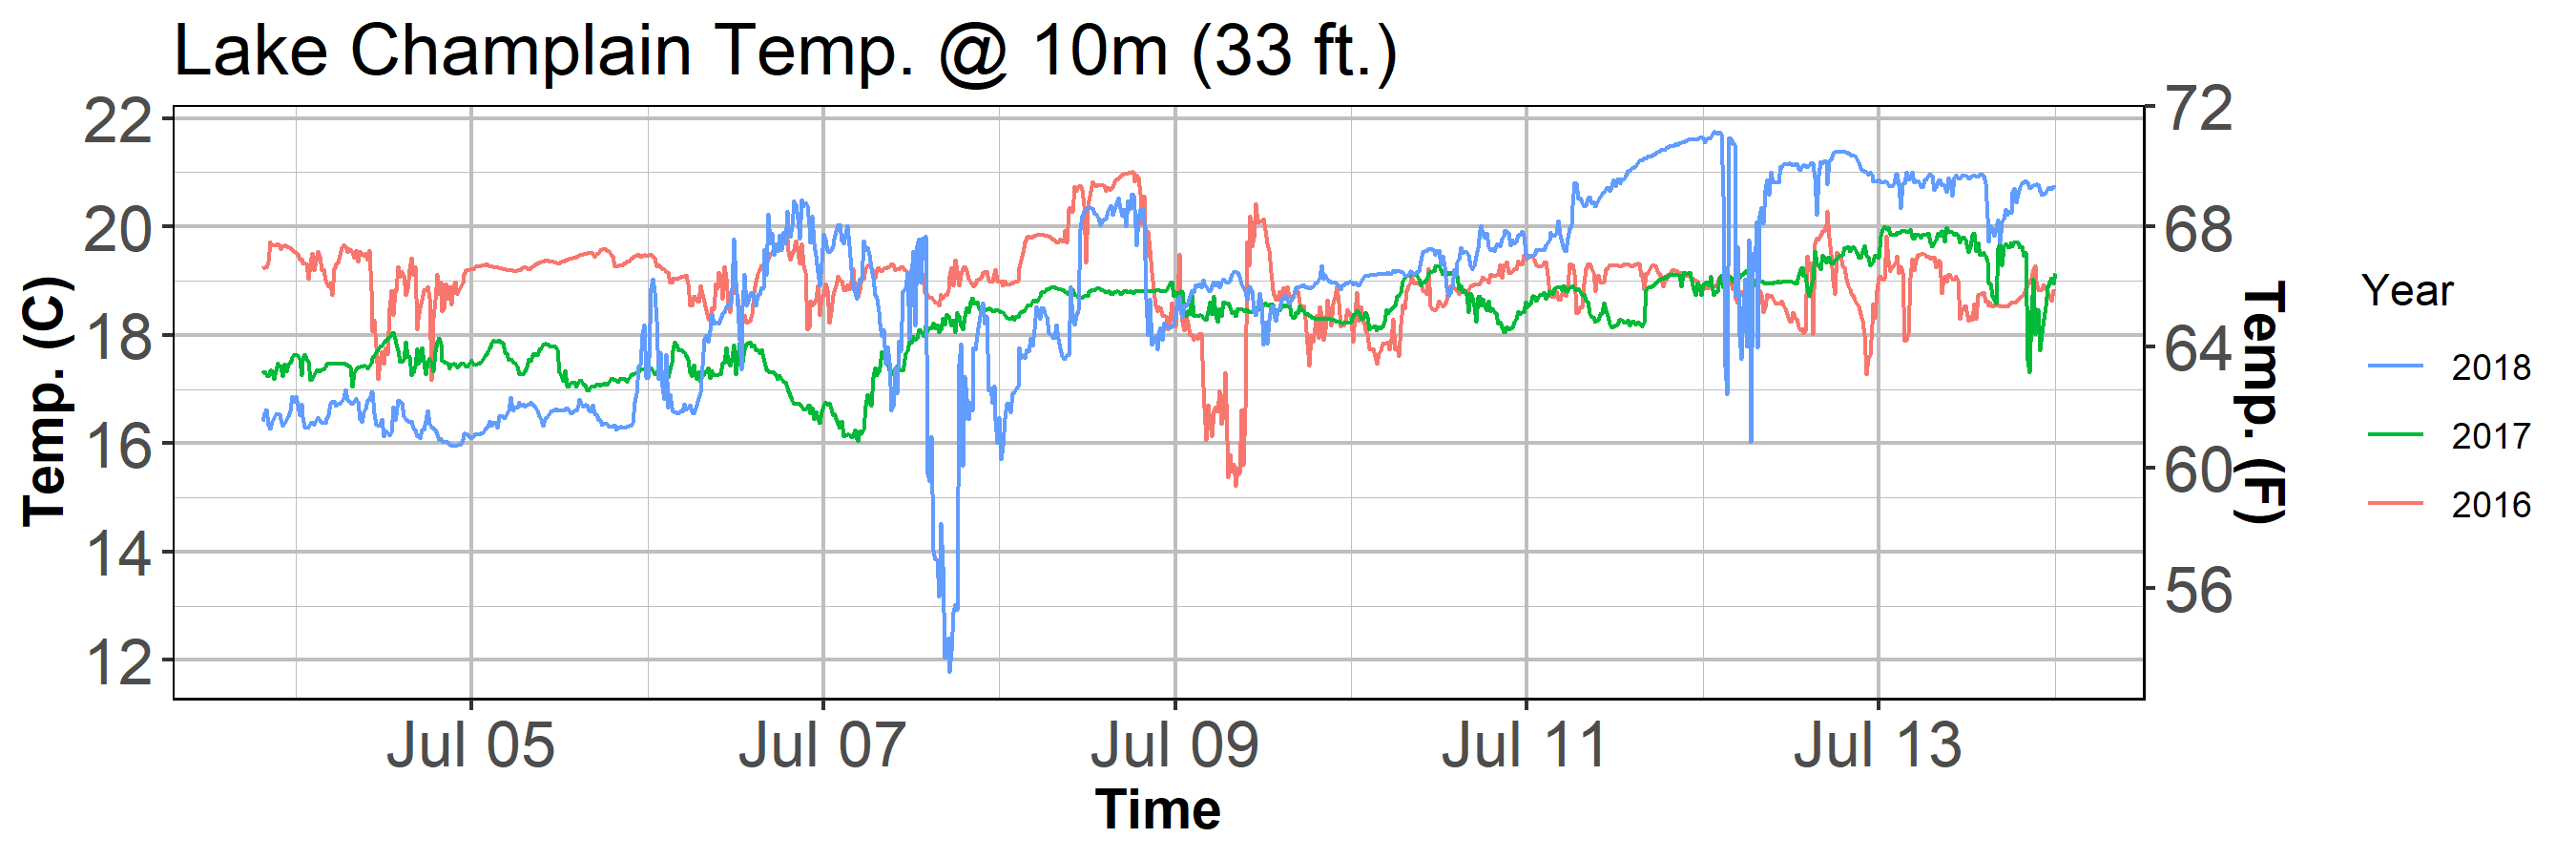 Lake Champlain Temp. @ 10m (33 ft.)
22
20
18
16
14
12
Temp. (C)
72
68
64
60
56
Temp. (F)
Jul 05 Jul 07 Jul 09 Jul 11 Jul 13
Time
Year
2018
2017
2016